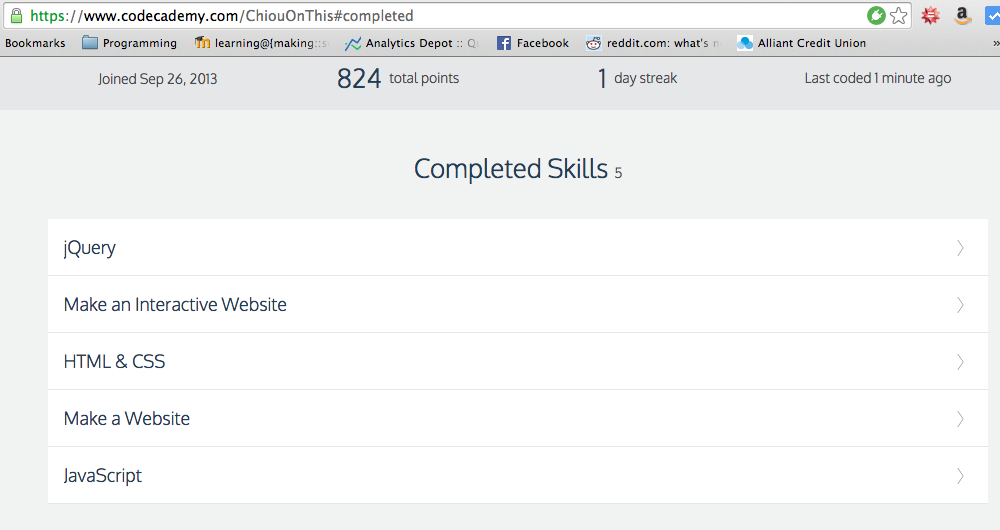 https://www.codecademy.com/ChiouOnThis#completed
Bookmarks Programming learning@{making::s Analytics Depot :: Q Facebook reddit.com: what's n Alliant Credit Union »
Joined Sep 26, 2013 824 total points 1 day streak Last coded 1 minute ago
Completed Skills 5
jQuery
Make an Interactive Website
HTML & CSS
Make a Website
JavaScript